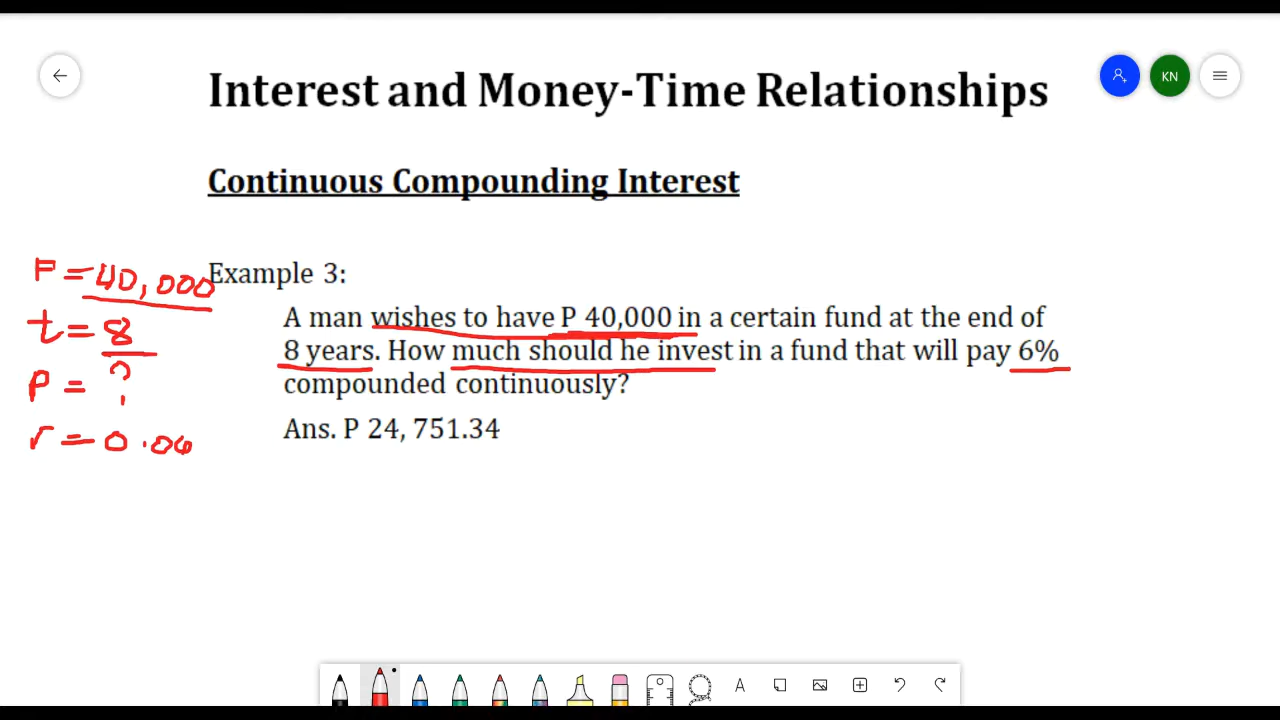 Interest and Money-Time Relationships
KN
Continuous Compounding Interest
Example 3:
A man wishes to have P 40,000 in a certain fund at the end of
8 years. How much should he invest in a fund that will pay 6%
compounded continuously?
Ans. P 24, 751.34
F = 40,000
t = 8
P = ?
r = 0.06
A